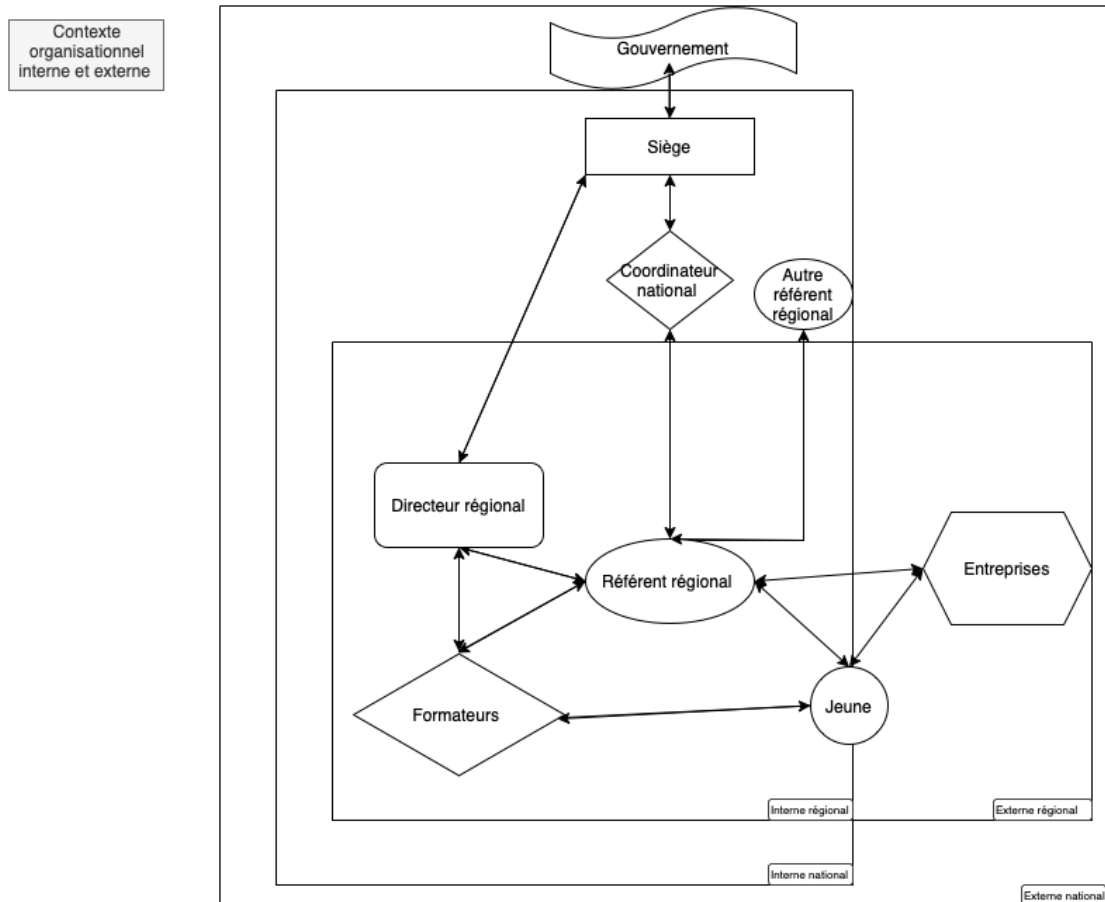 Contexte
organisationnel
interne et externe
Gouvernement
Siège
Coordinateur
national
Autre
référent
régional
Directeur régional
Référent régional
Entreprises
Formateurs
Jeune
Interne régional
Externe régional
Interne national
Externe national